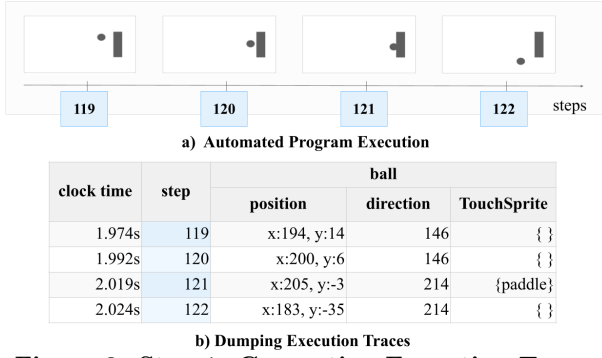 119 120 121 122 steps
a) Automated Program Execution
ball
clock time step
position direction TouchSprite
1.974s 119 x:194, y:14 146 { }
1.992s 120 x:200, y:6 146 { }
2.019s 121 x:205, y:-3 214 {paddle}
2.024s 122 x:183, y:-35 214 { }
b) Dumping Execution Traces